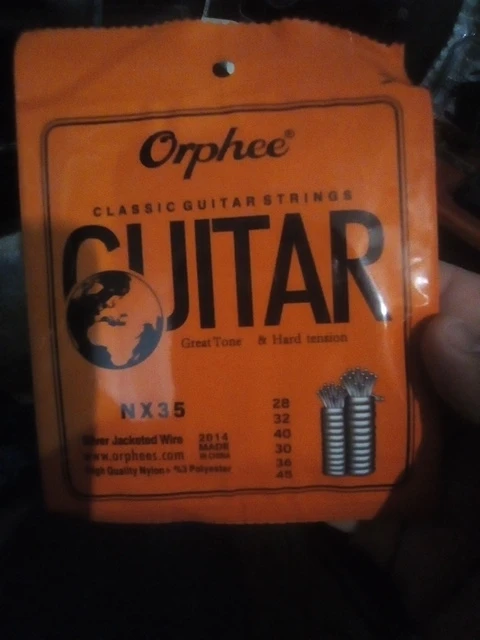 Orphee®
CLASSIC GUITAR STRINGS
GUITAR
Great Tone & Hard tension
NX35
28
32
40
30
36
45
Silver Jacketed Wire
www.orphees.com
High Quality Nylon+ %3 Polyester
2014
MADE
IN CHINA